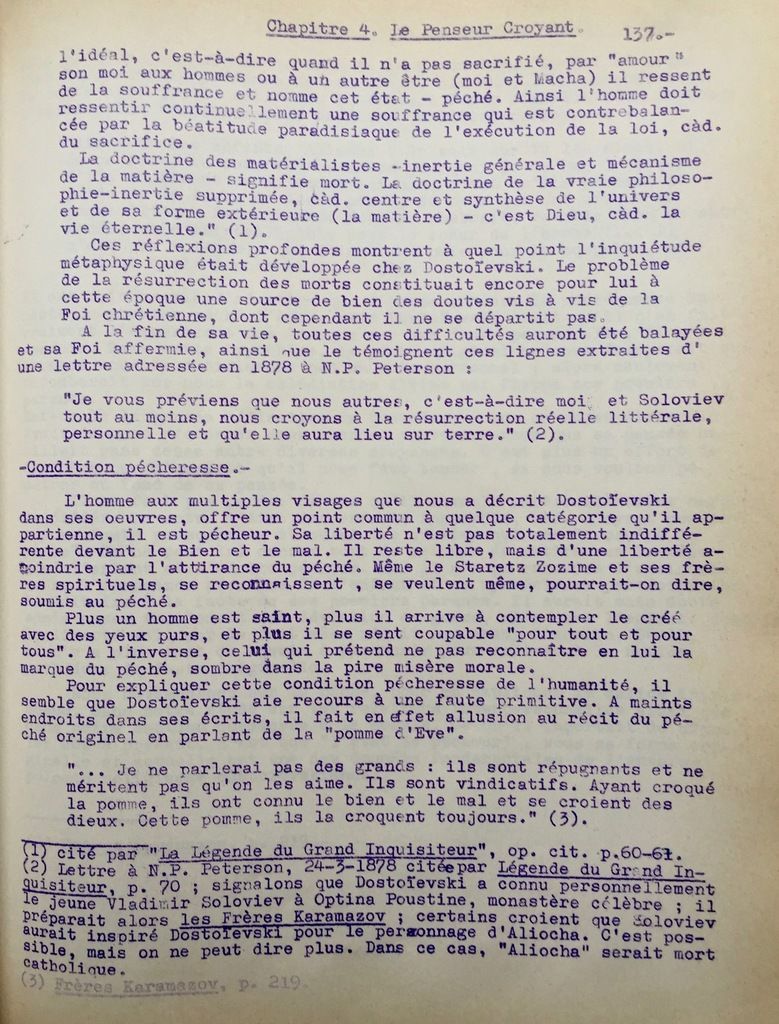 Chapitre 4. Le Penseur Croyant. 137.-
l'idéal, c'est-à-dire quand il n'a pas sacrifié, par "amour"
son moi aux hommes ou à un autre être (moi et Macha) il ressent
de la souffrance et nomme cet état - péché. Ainsi l'homme doit
ressentir continuellement une souffrance qui est contrebalan-
cée par la béatitude paradisiaque de l'exécution de la loi, càd.
du sacrifice.
La doctrine des matérialistes -inertie générale et mécanisme
de la matière - signifie mort. La doctrine de la vraie philoso-
phie-inertie supprimée, càd. centre et synthèse de l'univers
et de sa forme extérieure (la matière) - c'est Dieu, càd. la
vie éternelle." (1).
Ces réflexions profondes montrent à quel point l'inquiétude
métaphysique était développée chez Dostoïevski. Le problème
de la résurrection des morts constituait encore pour lui à
cette époque une source de bien des doutes vis à vis de la
Foi chrétienne, dont cependant il ne se départit pas.
A la fin de sa vie, toutes ces difficultés auront été balayées
et sa Foi affermie, ainsi que le témoignent ces lignes extraites d'
une lettre adressée en 1878 à N.P. Peterson :
"Je vous préviens que nous autres, c'est-à-dire moi et Soloviev
tout au moins, nous croyons à la résurrection réelle littérale,
personnelle et qu'elle aura lieu sur terre." (2).
-Condition pécheresse.-
L'homme aux multiples visages que nous a décrit Dostoïevski
dans ses oeuvres, offre un point commun à quelque catégorie qu'il ap-
partienne, il est pécheur. Sa liberté n'est pas totalement indiffé-
rente devant le Bien et le mal. Il reste libre, mais d'une liberté a-
moindrie par l'attirance du péché. Même le Staretz Zozime et ses frè-
res spirituels, se reconnaissent , se veulent même, pourrait-on dire,
soumis au péché.
Plus un homme est saint, plus il arrive à contempler le créé
avec des yeux purs, et plus il se sent coupable "pour tout et pour
tous". A l'inverse, celui qui prétend ne pas reconnaître en lui la
marque du péché, sombre dans la pire misère morale.
Pour expliquer cette condition pécheresse de l'humanité, il
semble que Dostoïevski aie recours à une faute primitive. A maints
endroits dans ses écrits, il fait en effet allusion au récit du pé-
ché originel en parlant de la "pomme d'Eve".
"... Je ne parlerai pas des grands : ils sont répugnants et ne
méritent pas qu'on les aime. Ils sont vindicatifs. Ayant croqué
la pomme, ils ont connu le bien et le mal et se croient des
dieux. Cette pomme, ils la croquent toujours." (3).
(1) cité par "La Légende du Grand Inquisiteur", op. cit. p.60-61.
(2) Lettre à N.P. Peterson, 24-3-1878 citée par Légende du Grand In-
quisiteur, p. 70 ; signalons que Dostoïevski a connu personnellement
le jeune Vladimir Soloviev à Optina Poustine, monastère célèbre ; il
préparait alors les Frères Karamazov ; certains croient que Soloviev
aurait inspiré Dostoïevski pour le personnage d'Aliocha. C'est pos-
sible, mais on ne peut dire plus. Dans ce cas, "Aliocha" serait mort
catholique.
(3) Frères Karamazov, p. 219.